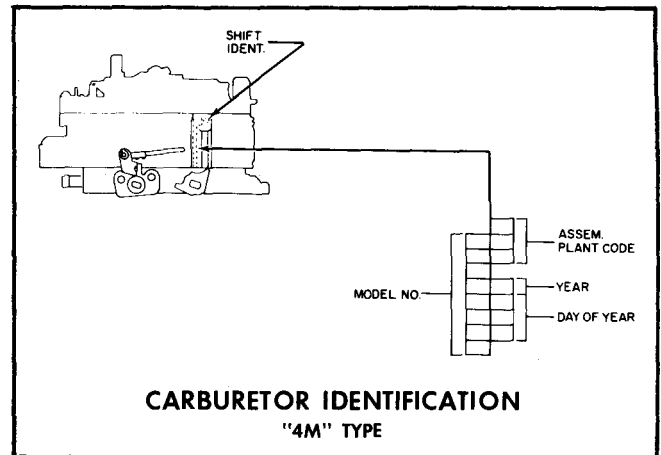 SHIFT
IDENT.
ASSEM.
PLANT CODE
MODEL NO.
YEAR
DAY OF YEAR
CARBURETOR IDENTIFICATION
"4M" TYPE